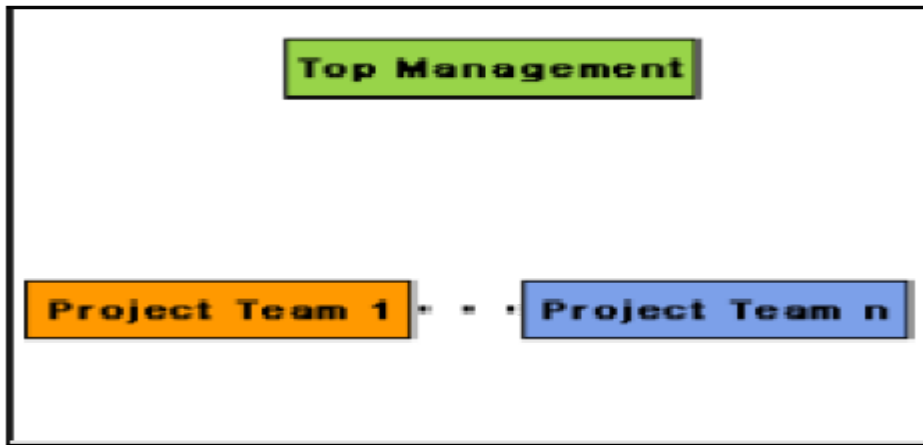 Top Management
Project Team 1 . . . Project Team n